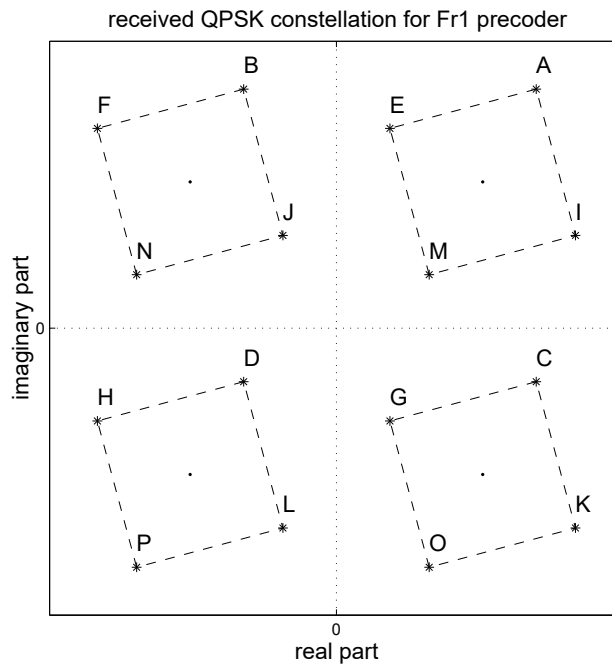 received QPSK constellation for Fr1 precoder
B A
F E
J I
N M
imaginary part
0
D C
H G
L K
P O
0
real part